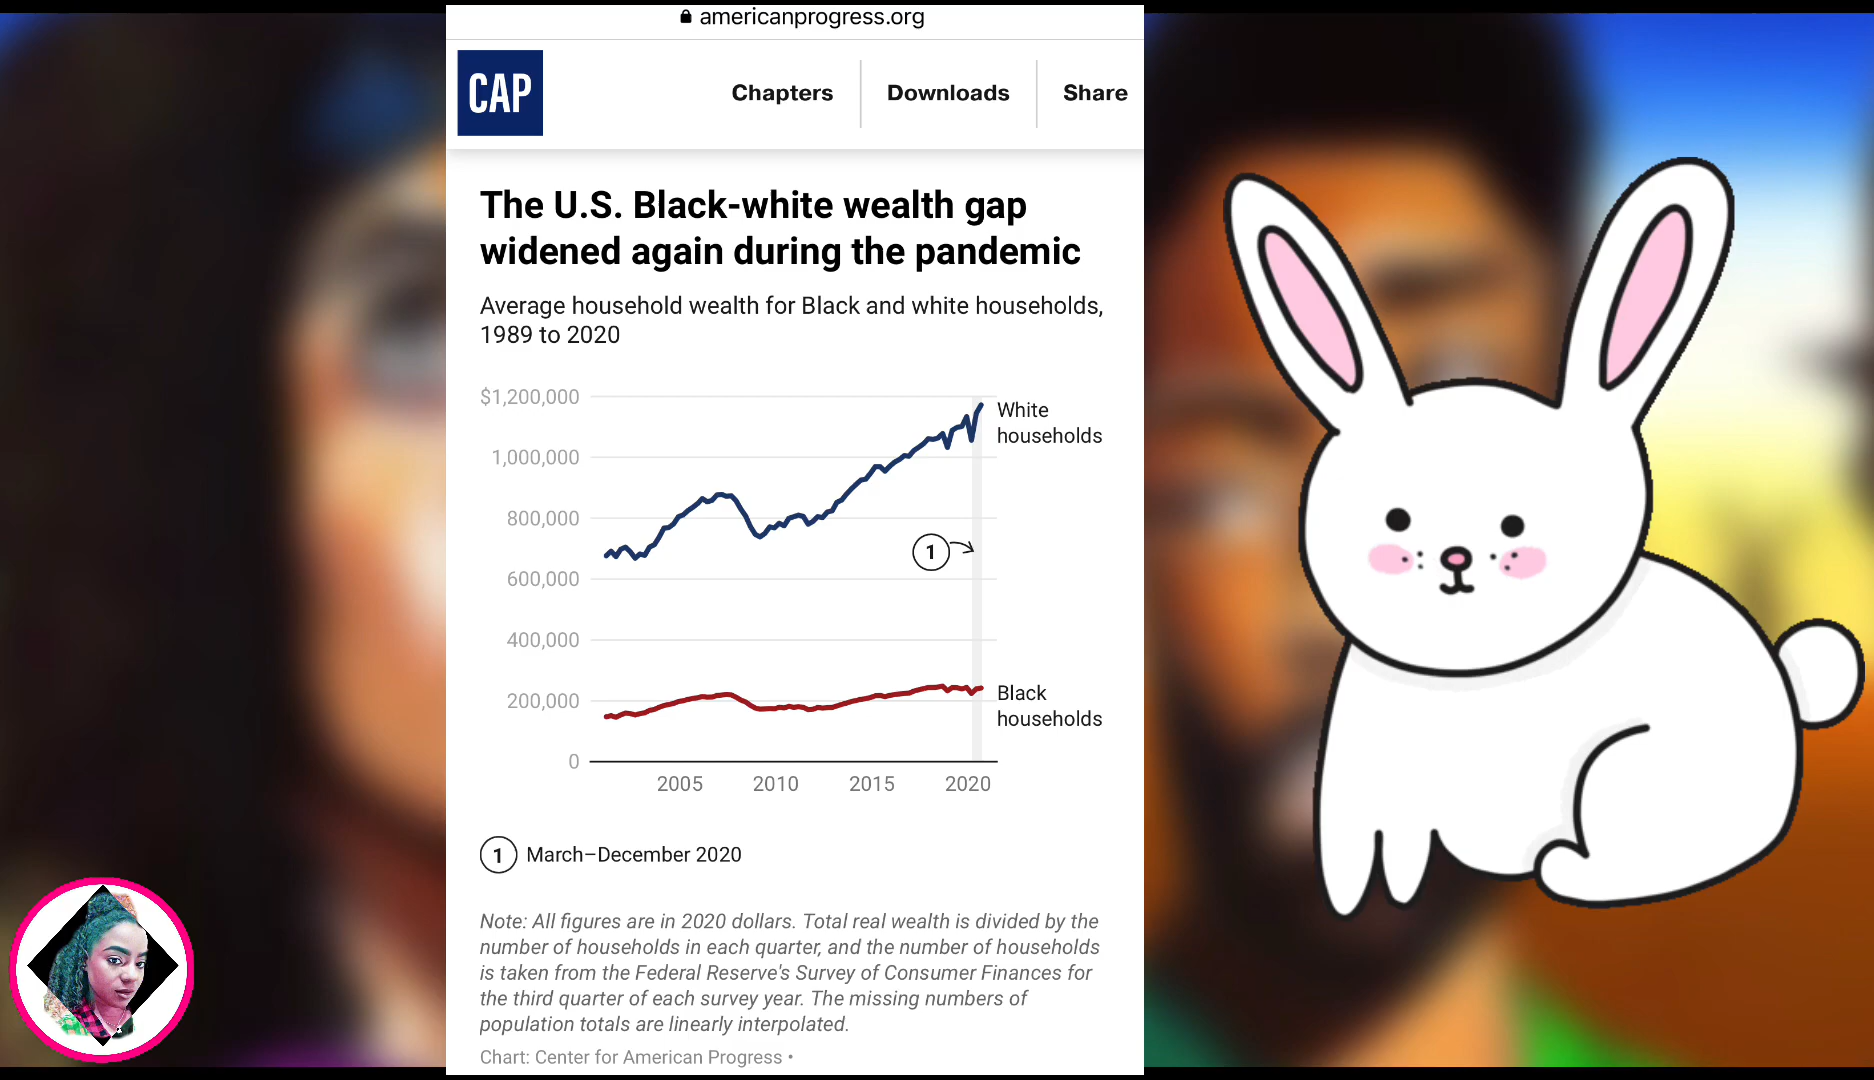 americanprogress.org
CAP
Chapters
Downloads
Share
The U.S. Black-white wealth gap
widened again during the pandemic
Average household wealth for Black and white households,
1989 to 2020
$1,200,000
White
households
1,000,000
800,000
1
600,000
400,000
200,000
Black
households
0
2005 2010 2015 2020
1 March–December 2020
Note: All figures are in 2020 dollars. Total real wealth is divided by the
number of households in each quarter, and the number of households
is taken from the Federal Reserve's Survey of Consumer Finances for
the third quarter of each survey year. The missing numbers of
population totals are linearly interpolated.
Chart: Center for American Progress •